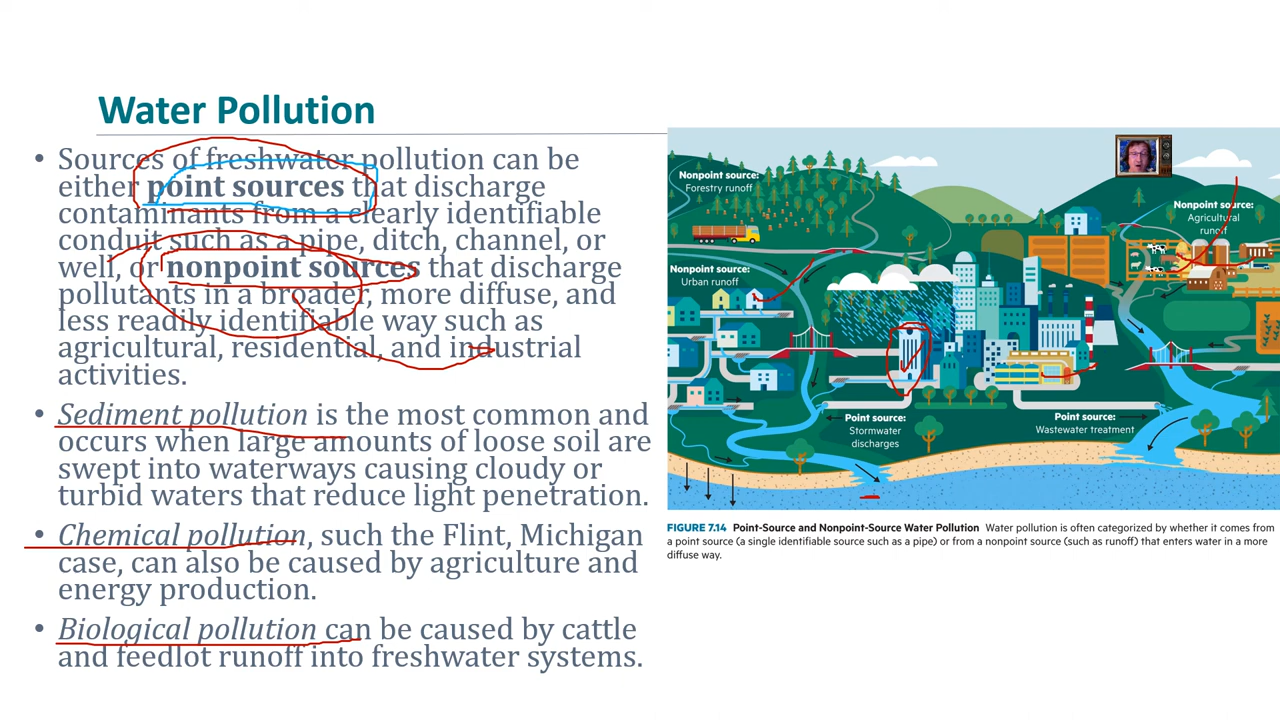 Water Pollution
• Sources of freshwater pollution can be
either point sources that discharge
contaminants from a clearly identifiable
conduit such as a pipe, ditch, channel, or
well, or nonpoint sources that discharge
pollutants in a broader, more diffuse, and
less readily identifiable way such as
agricultural, residential, and industrial
activities.
• Sediment pollution is the most common and
occurs when large amounts of loose soil are
swept into waterways causing cloudy or
turbid waters that reduce light penetration.
• Chemical pollution, such the Flint, Michigan
case, can also be caused by agriculture and
energy production.
• Biological pollution can be caused by cattle
and feedlot runoff into freshwater systems.
Nonpoint source:
Forestry runoff
Nonpoint source:
Agricultural
runoff
Nonpoint source:
Urban runoff
Point source:
Stormwater
discharges
Point source:
Wastewater treatment
FIGURE 7.14 Point-Source and Nonpoint-Source Water Pollution Water pollution is often categorized by whether it comes from
a point source (a single identifiable source such as a pipe) or from a nonpoint source (such as runoff) that enters water in a more
diffuse way.